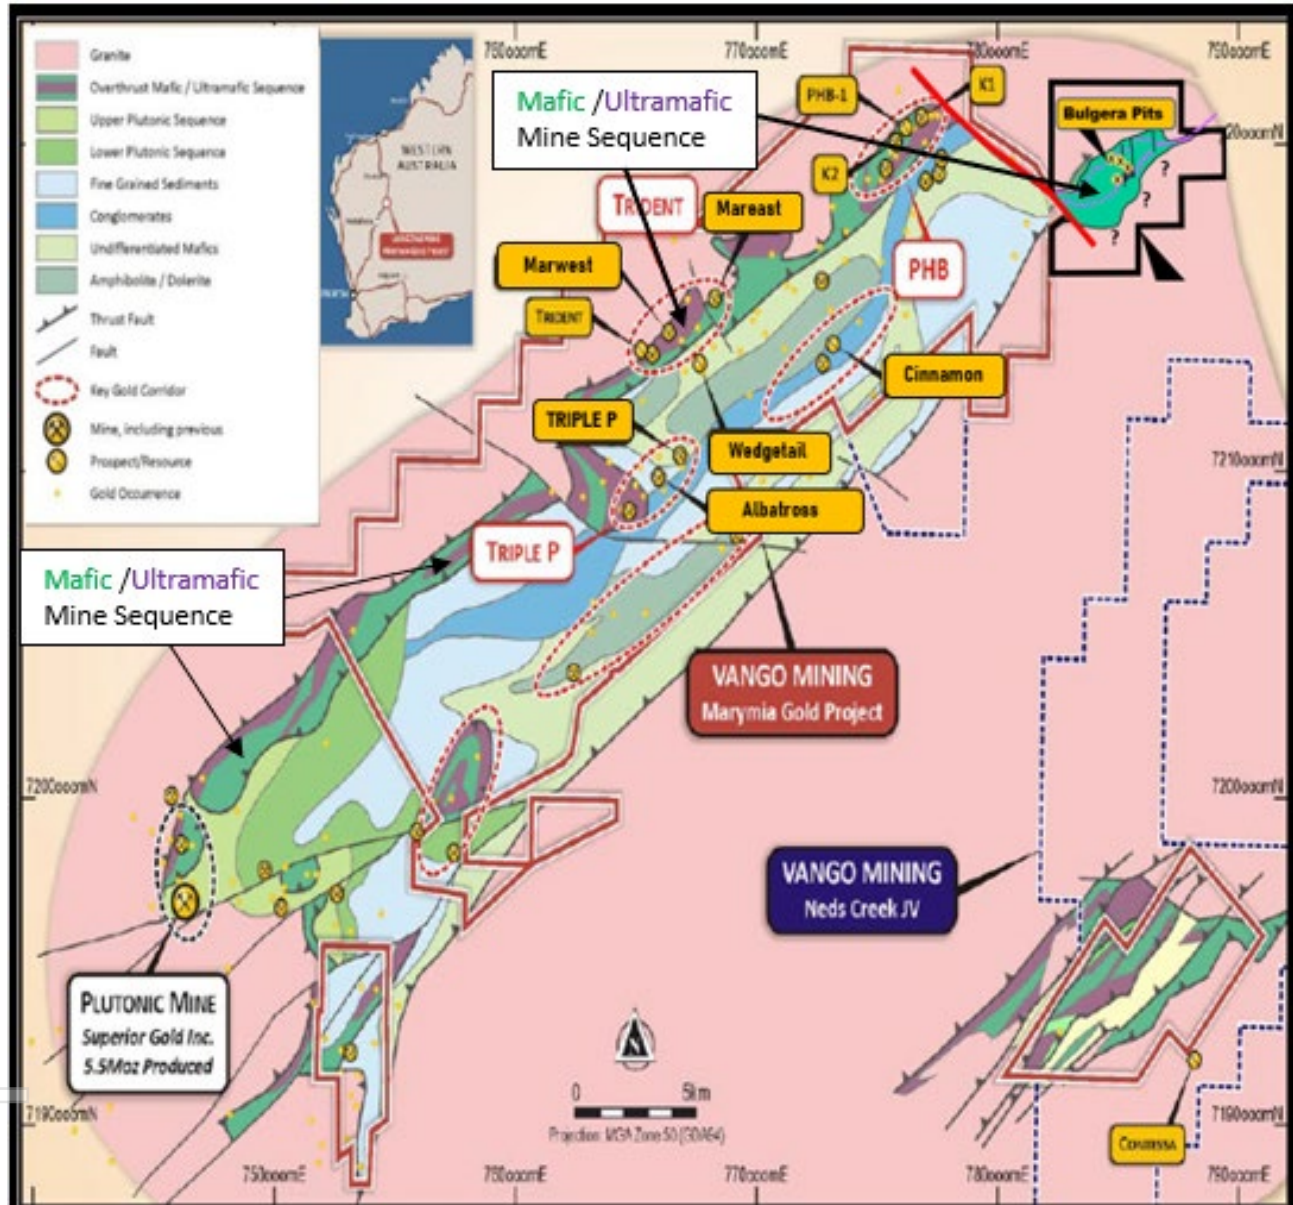 Granite
Overthrust Mafic / Ultramafic Sequence
Upper Plutonic Sequence
Lower Plutonic Sequence
Fine Grained Sediments
Conglomerates
Undifferentiated Mafics
Amphibolite / Dolerite
Thrust Fault
Fault
Key Gold Corridor
Mine, including previous
Prospect/Resource
Gold Occurrence
WESTERN
AUSTRALIA
760000mE
770000mE
780000mE
790000mE
Mafic /Ultramafic
Mine Sequence
PHB-1
K1
K2
Bulgera Pits
20000mN
?
?
?
TRIDENT
Mareast
Marwest
TRIDENT
PHB
Cinnamon
TRIPLE P
Wedgetail
Albatross
7210000mN
TRIPLE P
Mafic /Ultramafic
Mine Sequence
VANGO MINING
Marymia Gold Project
7200000mN
7200000mN
VANGO MINING
Neds Creek JV
PLUTONIC MINE
Superior Gold Inc.
5.5Moz Produced
N
0 5km
Projection: MGA Zone 50 (GDA94)
7190000mN
7190000mN
CONTESSA
750000mE
760000mE
770000mE
780000mE
790000mE